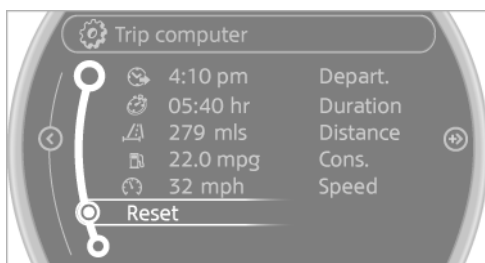 Trip computer
4:10 pm Depart.
05:40 hr Duration
279 mls Distance
22.0 mpg Cons.
32 mph Speed
Reset